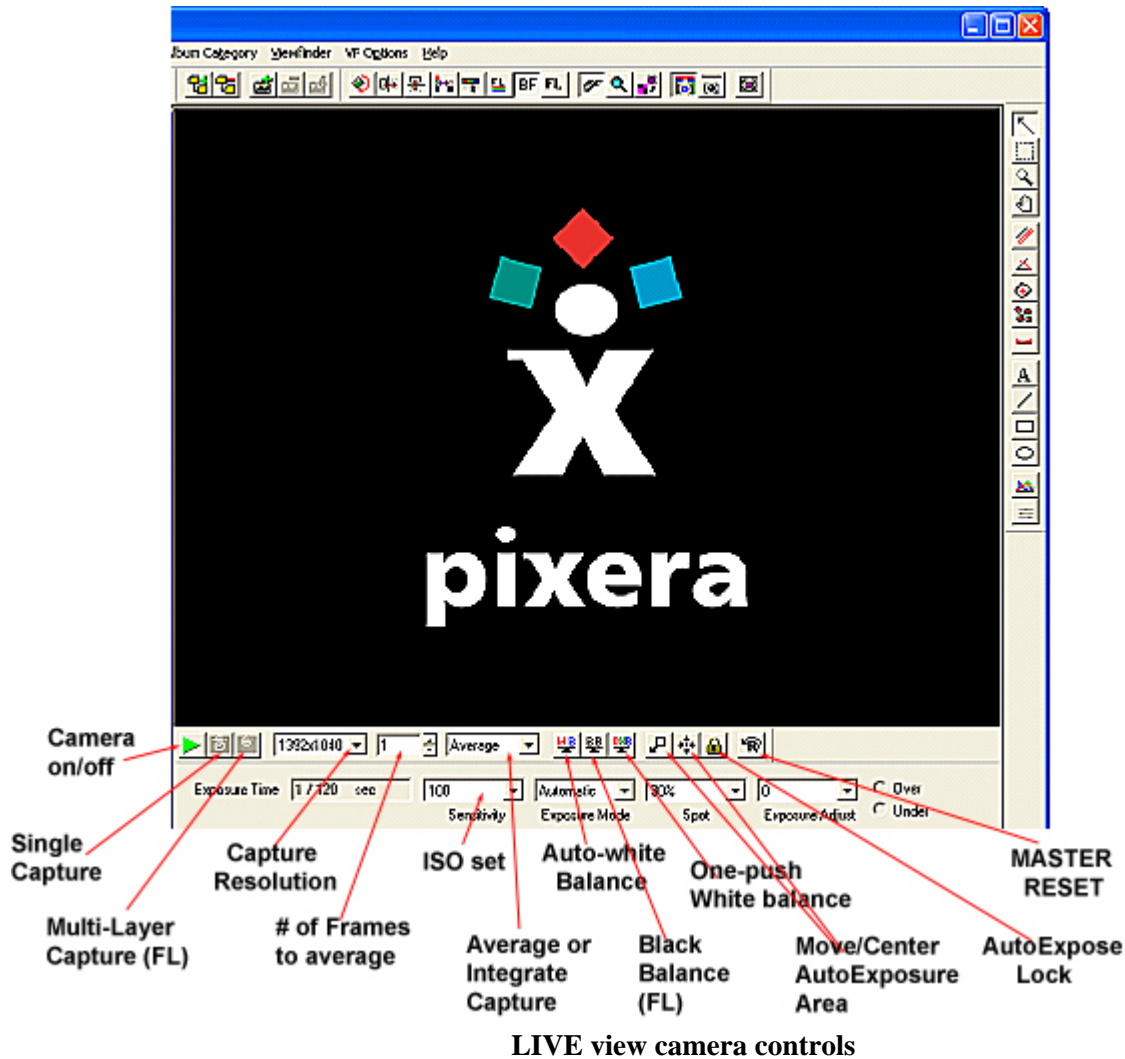 lbum Category Viewfinder VF Options Help
EL BF FL
A
x
pixera
1392x1040 1 Average WB BB
Exposure Time 1 / 120 sec 100 Automatic 30% 0 Over
Sensitivity Exposure Mode Spot Exposure Adjust Under
Camera
on/off
Single
Capture
Multi-Layer
Capture (FL)
Capture
Resolution
# of Frames
to average
ISO set
Average or
Integrate
Capture
Auto-white
Balance
Black
Balance
(FL)
One-push
White balance
Move/Center
AutoExposure
Area
AutoExpose
Lock
MASTER
RESET
LIVE view camera controls